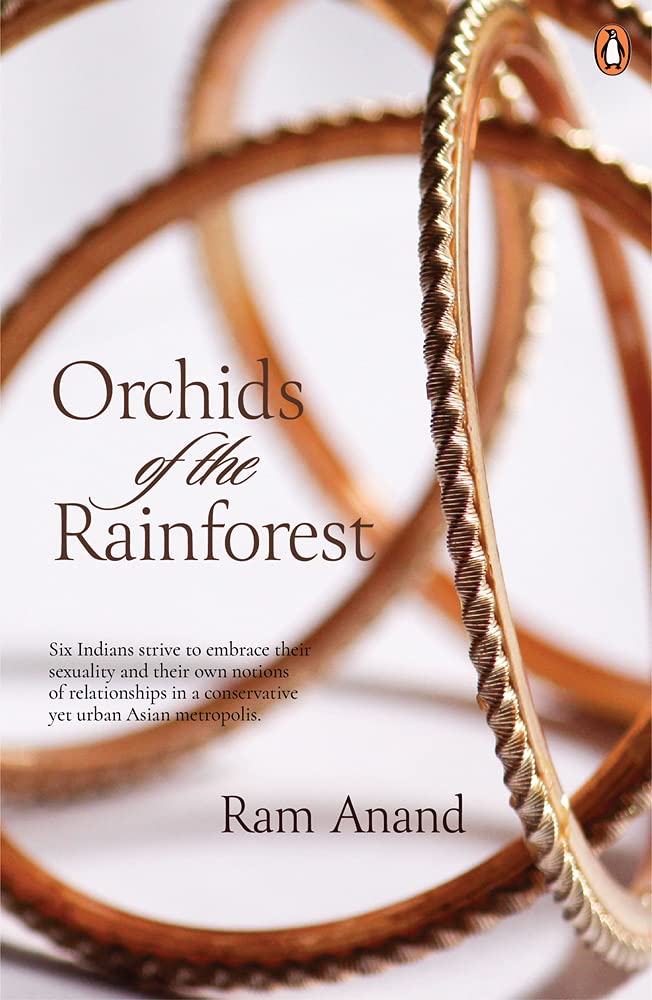 Orchids
of the
Rainforest
Six Indians strive to embrace their
sexuality and their own notions
of relationships in a conservative
yet urban Asian metropolis.
Ram Anand